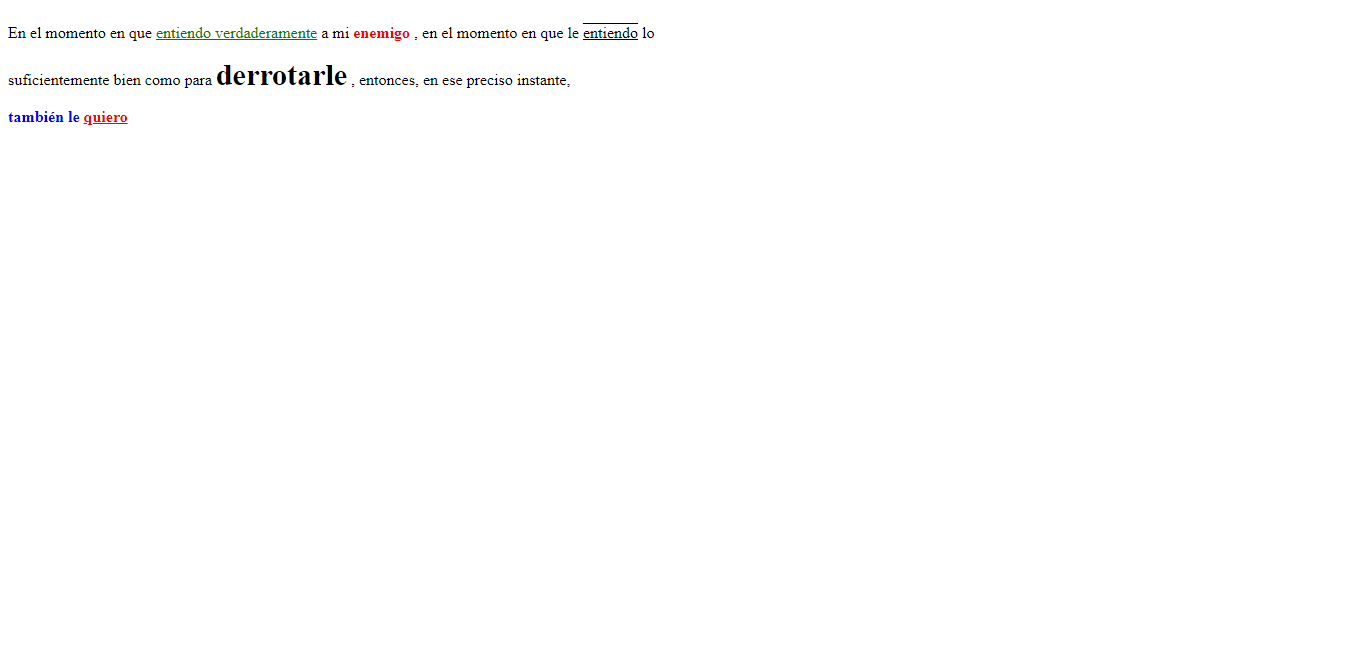 En el momento en que entiendo verdaderamente a mi enemigo , en el momento en que le entiendo lo
suficientemente bien como para derrotarle , entonces, en ese preciso instante,
también le quiero